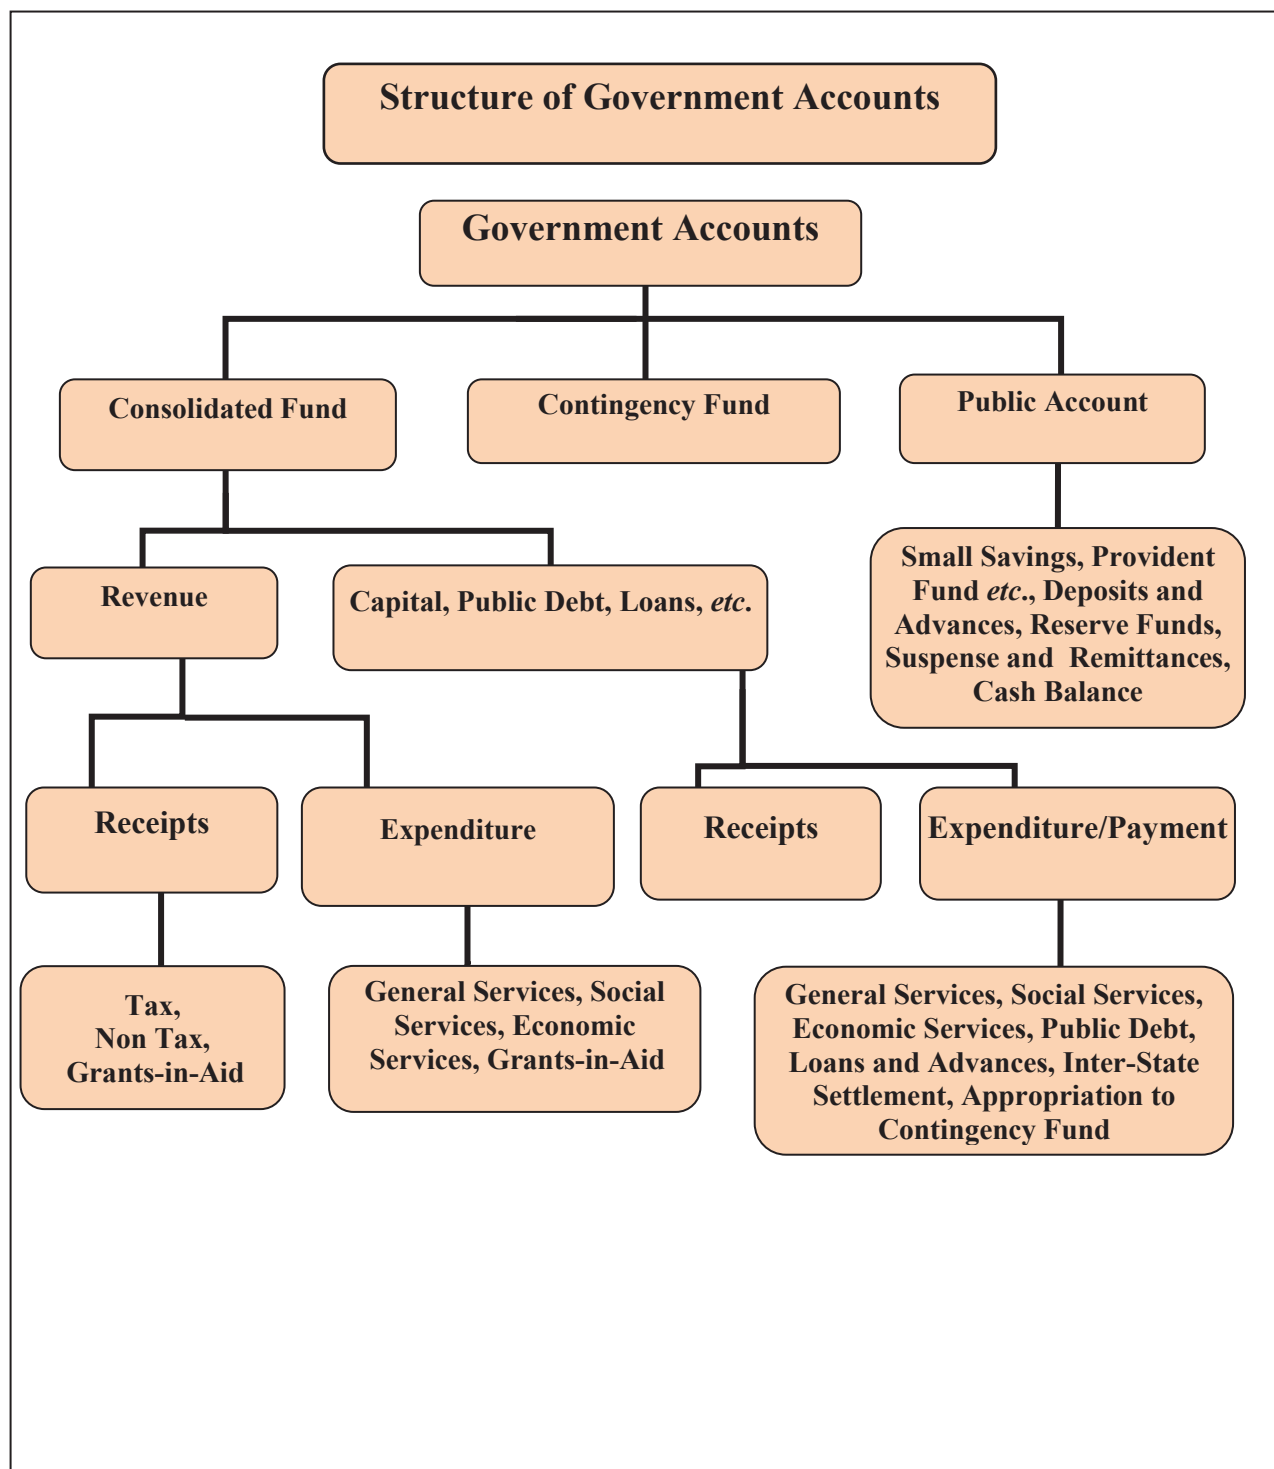 Structure of Government Accounts
Government Accounts
Consolidated Fund
Contingency Fund
Public Account
Revenue
Capital, Public Debt, Loans, etc.
Small Savings, Provident
Fund etc., Deposits and
Advances, Reserve Funds,
Suspense and Remittances,
Cash Balance
Receipts
Expenditure
Receipts
Expenditure/Payment
Tax,
Non Tax,
Grants-in-Aid
General Services, Social
Services, Economic
Services, Grants-in-Aid
General Services, Social Services,
Economic Services, Public Debt,
Loans and Advances, Inter-State
Settlement, Appropriation to
Contingency Fund